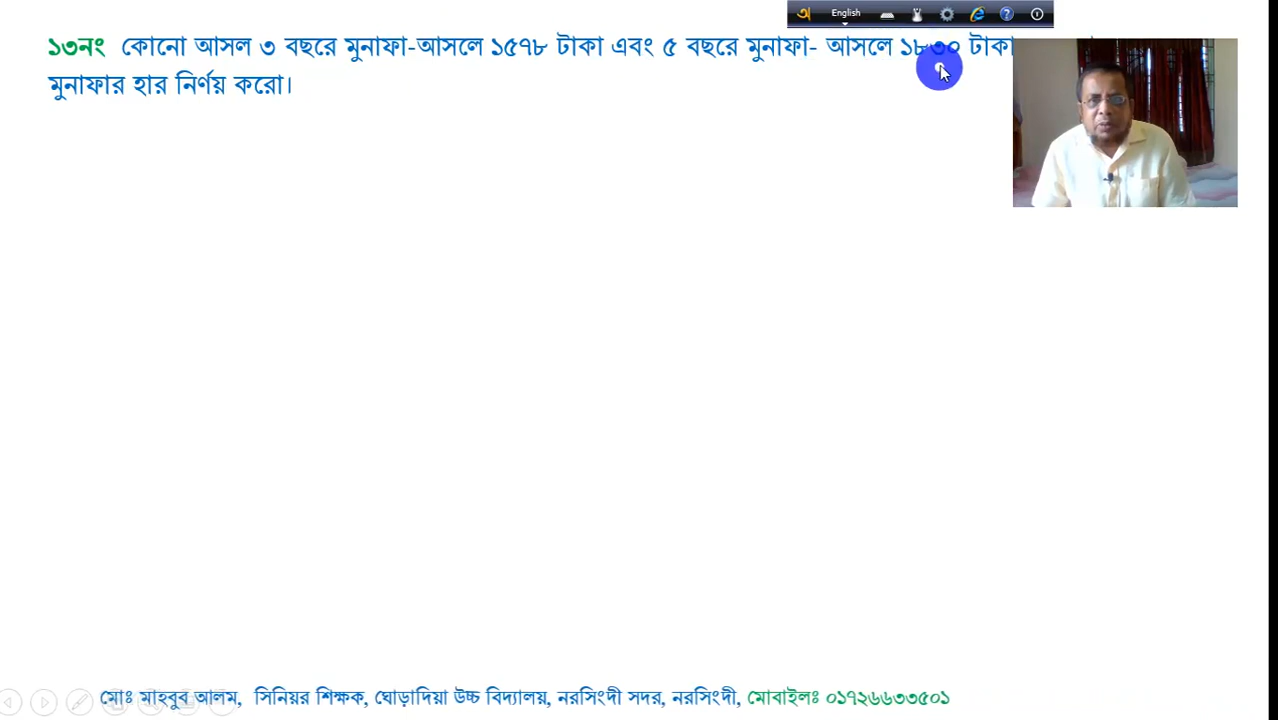 English
১৩নং কোনো আসল ৩ বছরে মুনাফা-আসলে ১৫৭৮ টাকা এবং ৫ বছরে মুনাফা- আসলে ১৮৩০ টাকা
মুনাফার হার নির্ণয় করো।
মোঃ মাহবুব আলম, সিনিয়র শিক্ষক, ঘোড়াদিয়া উচ্চ বিদ্যালয়, নরসিংদী সদর, নরসিংদী, মোবাইলঃ ০১৭২৬৬৩৩৫০১